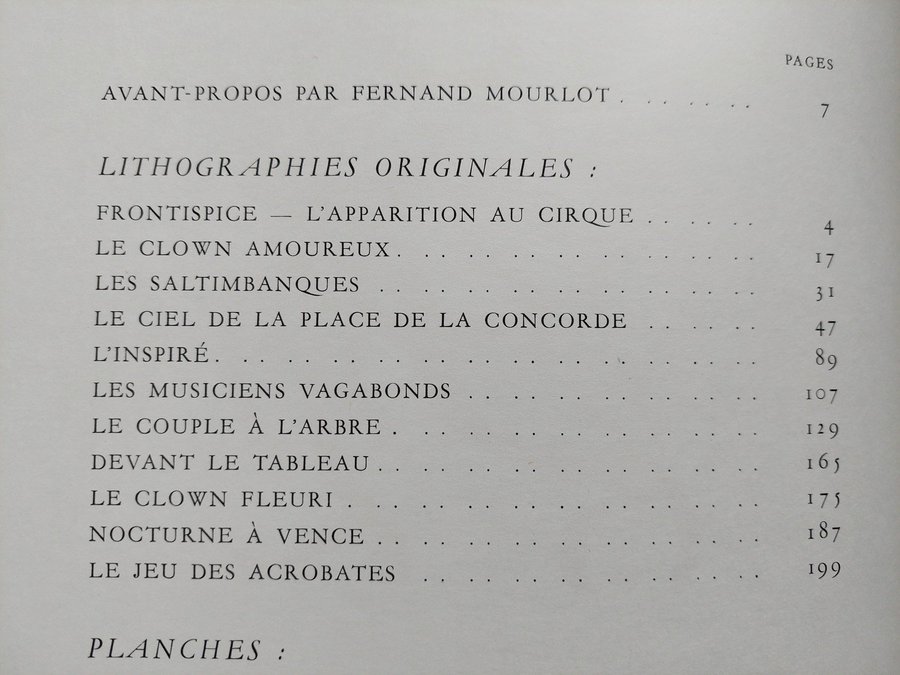 PAGES
AVANT-PROPOS PAR FERNAND MOURLOT . . . . . . . 7
LITHOGRAPHIES ORIGINALES :
FRONTISPICE — L'APPARITION AU CIRQUE . . . . . . 4
LE CLOWN AMOUREUX . . . . . . . . . . . . . . . 17
LES SALTIMBANQUES . . . . . . . . . . . . . . . . 31
LE CIEL DE LA PLACE DE LA CONCORDE . . . . . . 47
L'INSPIRÉ . . . . . . . . . . . . . . . . . . . . . . . 89
LES MUSICIENS VAGABONDS . . . . . . . . . . . . 107
LE COUPLE À L'ARBRE . . . . . . . . . . . . . . . 129
DEVANT LE TABLEAU . . . . . . . . . . . . . . . . 165
LE CLOWN FLEURI . . . . . . . . . . . . . . . . . 175
NOCTURNE À VENCE . . . . . . . . . . . . . . . . 187
LE JEU DES ACROBATES . . . . . . . . . . . . . . 199
PLANCHES :